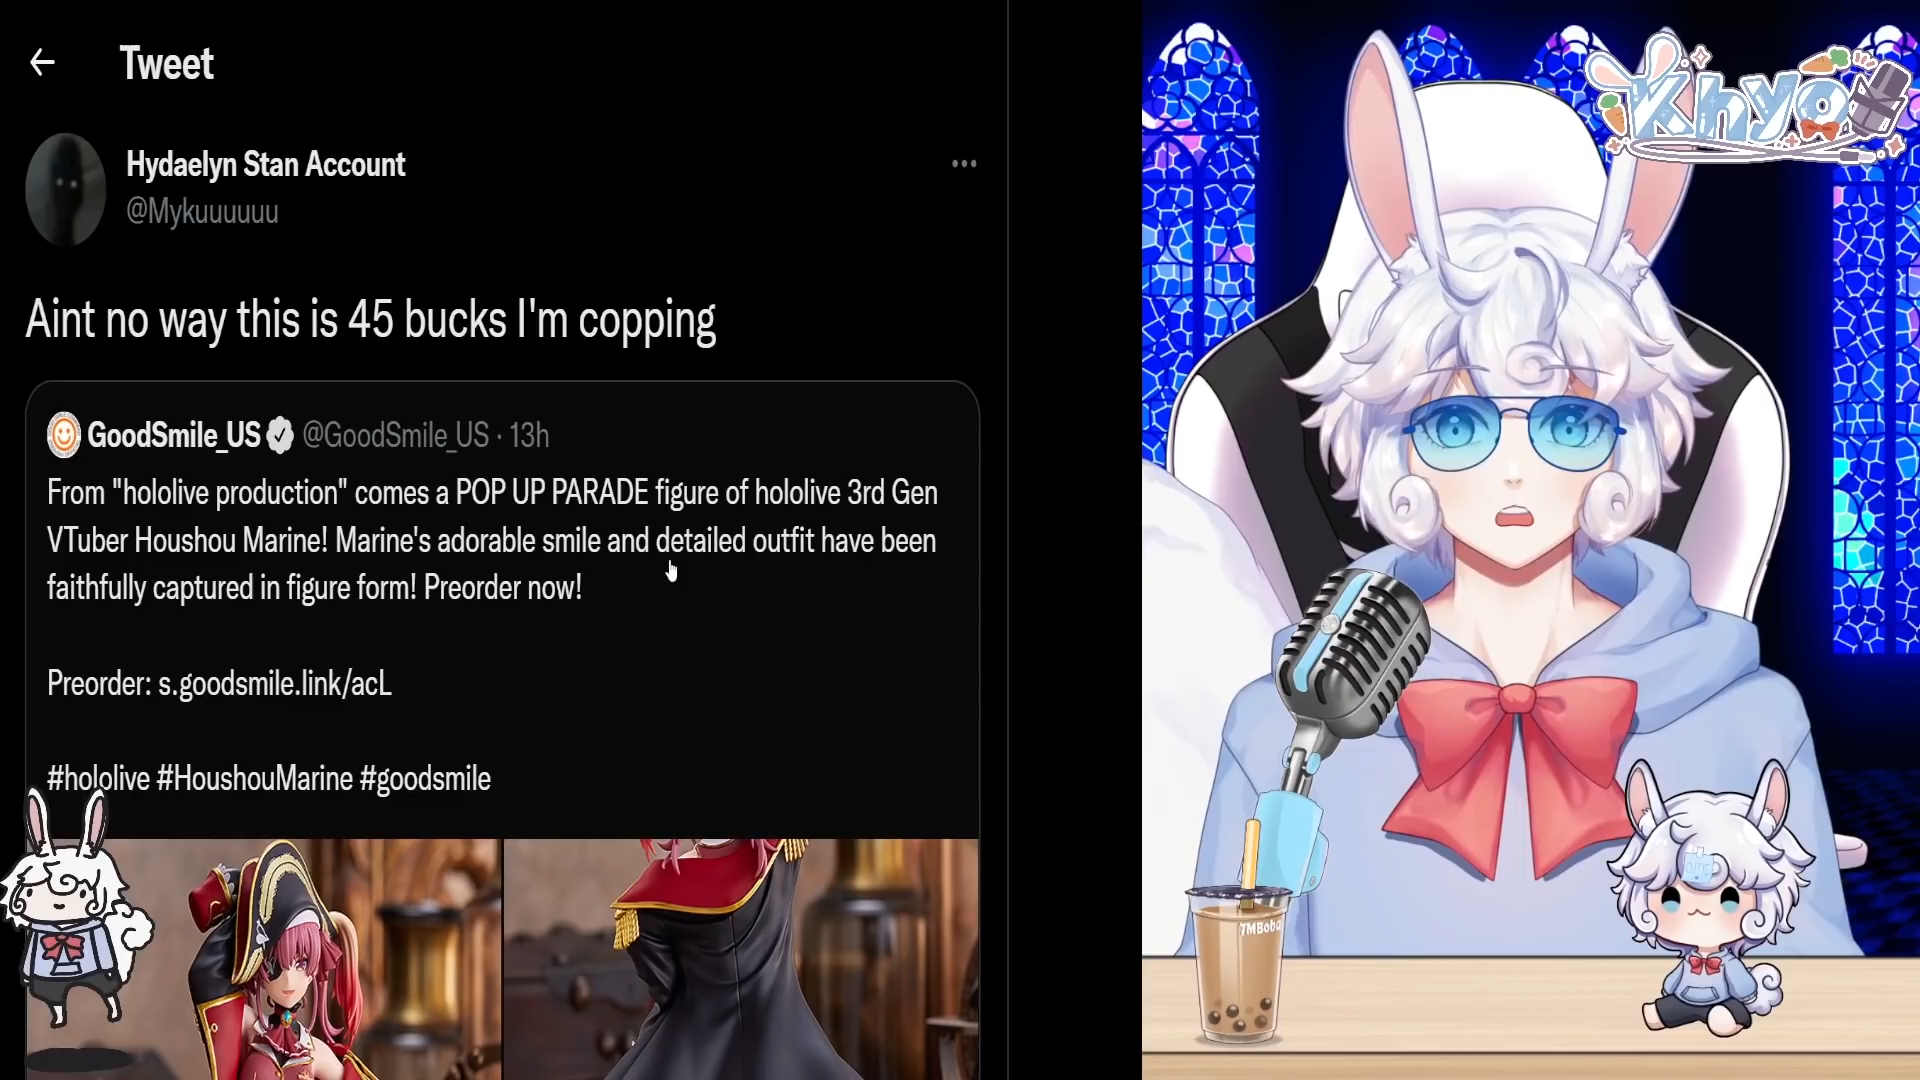 Tweet
Hydaelyn Stan Account
@Mykuuuuuu
Aint no way this is 45 bucks I'm copping
GoodSmile_US @GoodSmile_US · 13h
From "hololive production" comes a POP UP PARADE figure of hololive 3rd Gen
VTuber Houshou Marine! Marine's adorable smile and detailed outfit have been
faithfully captured in figure form! Preorder now!
Preorder: s.goodsmile.link/acL
#hololive #HoushouMarine #goodsmile
Khyo
TMBoba